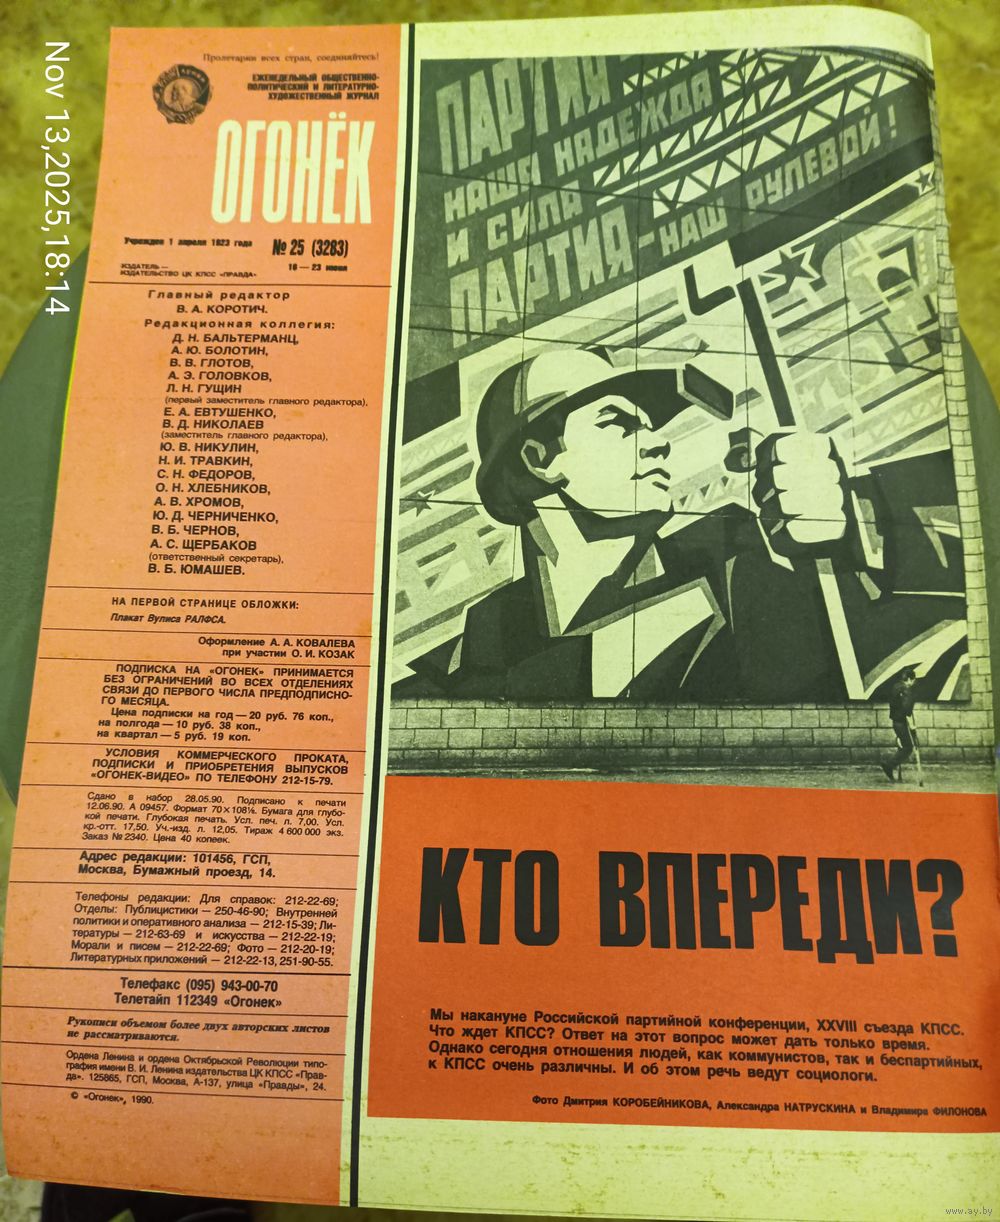 Nov 13,2025,18:14
Пролетарии всех стран, соединяйтесь!
ЕЖЕНЕДЕЛЬНЫЙ ОБЩЕСТВЕННО-
ПОЛИТИЧЕСКИЙ И ЛИТЕРАТУРНО-
ХУДОЖЕСТВЕННЫЙ ЖУРНАЛ
ОГОНЁК
Учрежден 1 апреля 1923 года
№ 25 (3283)
16 — 23 июня
ИЗДАТЕЛЬ —
ИЗДАТЕЛЬСТВО ЦК КПСС «ПРАВДА»
Главный редактор
В. А. КОРОТИЧ.
Редакционная коллегия:
Д. Н. БАЛЬТЕРМАНЦ,
А. Ю. БОЛОТИН,
В. В. ГЛОТОВ,
А. Э. ГОЛОВКОВ,
Л. Н. ГУЩИН
(первый заместитель главного редактора),
Е. А. ЕВТУШЕНКО,
В. Д. НИКОЛАЕВ
(заместитель главного редактора),
Ю. В. НИКУЛИН,
Н. И. ТРАВКИН,
С. Н. ФЕДОРОВ,
О. Н. ХЛЕБНИКОВ,
А. В. ХРОМОВ,
Ю. Д. ЧЕРНИЧЕНКО,
В. Б. ЧЕРНОВ,
А. С. ЩЕРБАКОВ
(ответственный секретарь),
В. Б. ЮМАШЕВ.
НА ПЕРВОЙ СТРАНИЦЕ ОБЛОЖКИ:
Плакат Вулиса РАЛФСА.
Оформление А. А. КОВАЛЕВА
при участии О. И. КОЗАК
ПОДПИСКА НА «ОГОНЕК» ПРИНИМАЕТСЯ
БЕЗ ОГРАНИЧЕНИЙ ВО ВСЕХ ОТДЕЛЕНИЯХ
СВЯЗИ ДО ПЕРВОГО ЧИСЛА ПРЕДПОДПИСНО-
ГО МЕСЯЦА.
Цена подписки на год — 20 руб. 76 коп.,
на полгода — 10 руб. 38 коп.,
на квартал — 5 руб. 19 коп.
УСЛОВИЯ КОММЕРЧЕСКОГО ПРОКАТА,
ПОДПИСКИ И ПРИОБРЕТЕНИЯ ВЫПУСКОВ
«ОГОНЕК-ВИДЕО» ПО ТЕЛЕФОНУ 212-15-79.
Сдано в набор 28.05.90. Подписано к печати
12.06.90. А 09457. Формат 70×108⅛. Бумага для глубо-
кой печати. Глубокая печать. Усл. печ. л. 7,00. Усл.
кр.-отт. 17,50. Уч.-изд. л. 12,05. Тираж 4 600 000 экз.
Заказ № 2340. Цена 40 копеек.
Адрес редакции: 101456, ГСП,
Москва, Бумажный проезд, 14.
Телефоны редакции: Для справок: 212-22-69;
Отделы: Публицистики — 250-46-90; Внутренней
политики и оперативного анализа — 212-15-39; Ли-
тературы — 212-63-69 и искусства — 212-22-19;
Морали и писем — 212-22-69; Фото — 212-20-19;
Литературных приложений — 212-22-13, 251-90-55.
Телефакс (095) 943-00-70
Телетайп 112349 «Огонек»
Рукописи объемом более двух авторских листов
не рассматриваются.
Ордена Ленина и ордена Октябрьской Революции типо-
графия имени В. И. Ленина издательства ЦК КПСС «Прав-
да». 125865, ГСП, Москва, А-137, улица «Правды», 24.
© «Огонек», 1990.
ПАРТИЯ —
НАША НАДЕЖДА
И СИЛА
ПАРТИЯ — НАШ РУЛЕВОЙ!
КТО ВПЕРЕДИ?
Мы накануне Российской партийной конференции, XXVIII съезда КПСС.
Что ждет КПСС? Ответ на этот вопрос может дать только время.
Однако сегодня отношения людей, как коммунистов, так и беспартийных,
к КПСС очень различны. И об этом речь ведут социологи.
Фото Дмитрия КОРОБЕЙНИКОВА, Александра НАТРУСКИНА и Владимира ФИЛОНОВА
www.ay.by